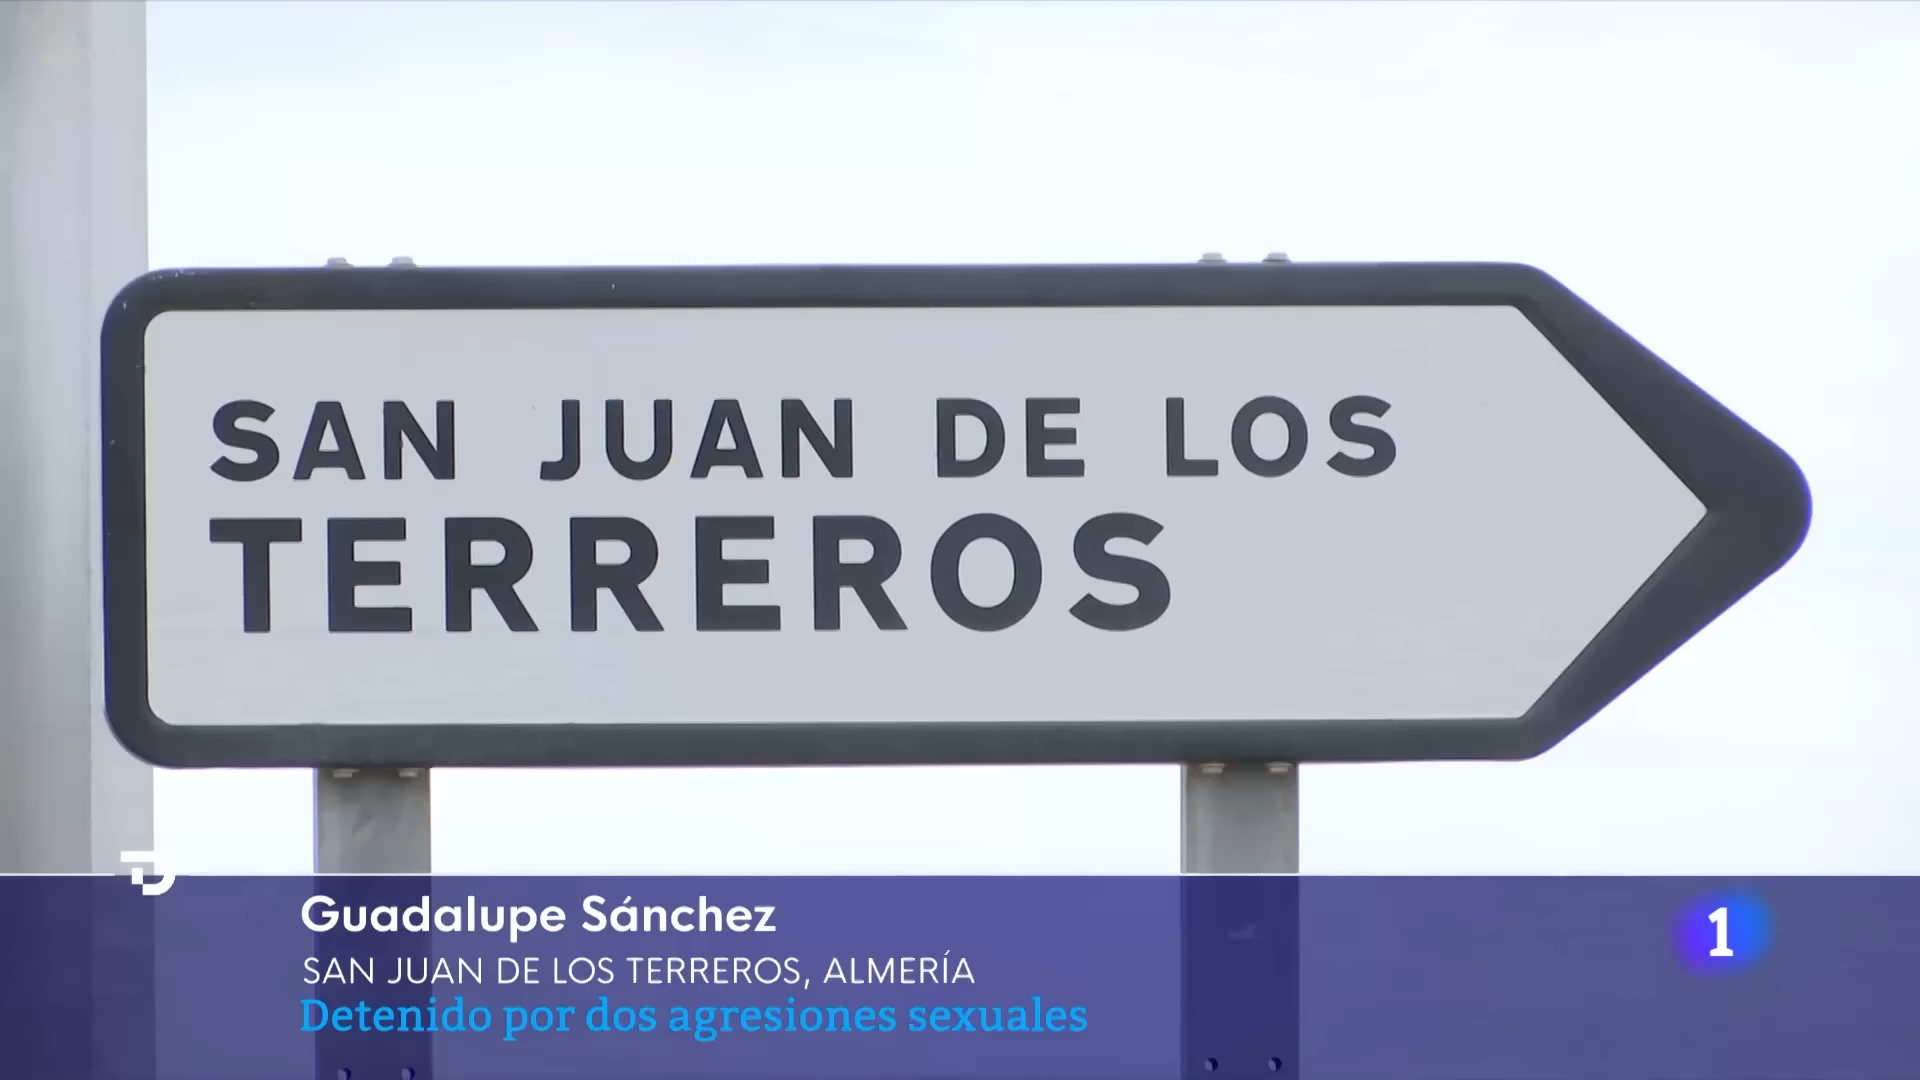 SAN JUAN DE LOS
TERREROS
Guadalupe Sánchez
SAN JUAN DE LOS TERREROS, ALMERÍA
Detenido por dos agresiones sexuales
1